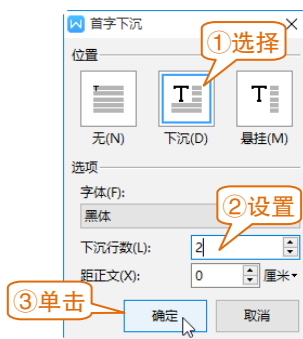 首字下沉
①选择
位置
T
T
无(N)
下沉(D)
悬挂(M)
选项
字体(F):
黑体
②设置
下沉行数(L): 2
距正文(X): 0 厘米
③单击
确定
取消